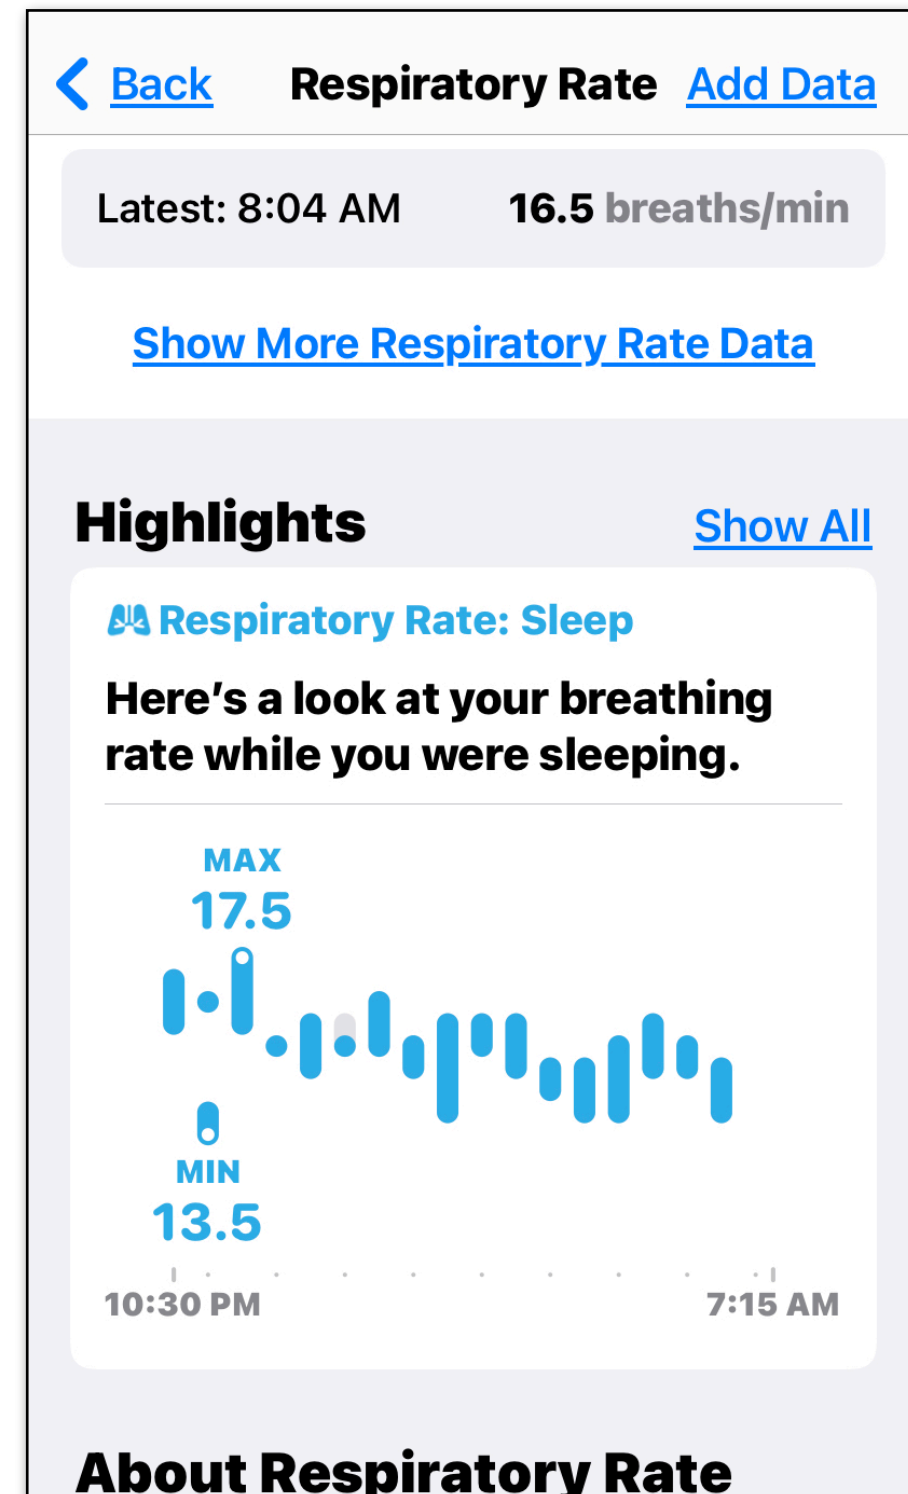 Back Respiratory Rate Add Data
Latest: 8:04 AM 16.5 breaths/min
Show More Respiratory Rate Data
Highlights Show All
Respiratory Rate: Sleep
Here’s a look at your breathing
rate while you were sleeping.
MAX
17.5
MIN
13.5
10:30 PM 7:15 AM
About Respiratory Rate